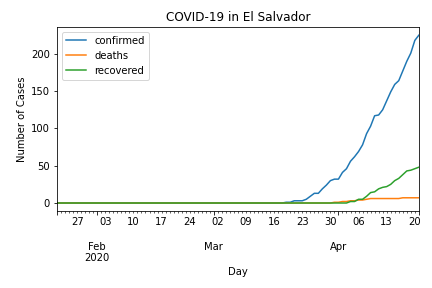 COVID-19 in El Salvador
confirmed
deaths
recovered
Number of Cases
200
150
100
50
0
27 03 10 17 24 02 09 16 23 30 06 13 20
Feb Mar Apr
2020
Day